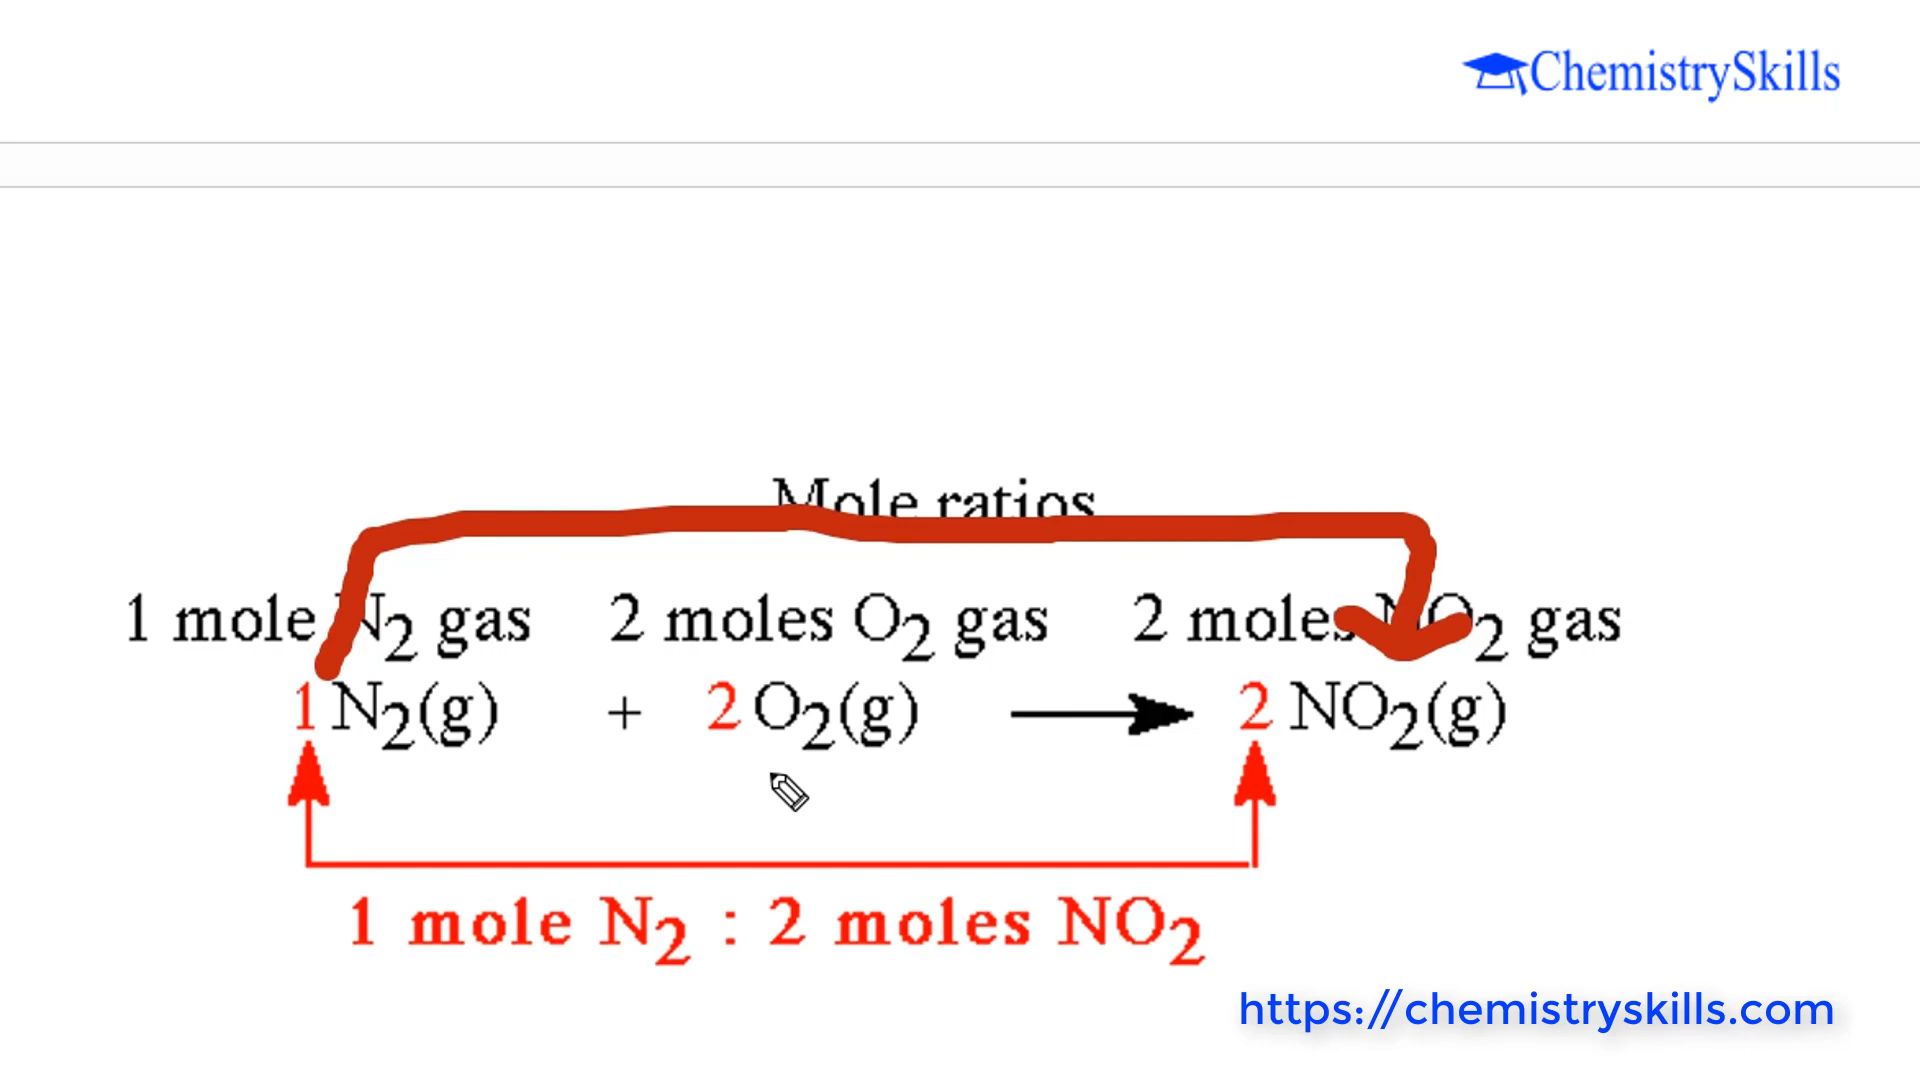 ChemistrySkills
Mole ratios
1 mole N₂ gas 2 moles O₂ gas 2 moles NO₂ gas
1 N₂(g) + 2 O₂(g) → 2 NO₂(g)
1 mole N₂ : 2 moles NO₂
https://chemistryskills.com